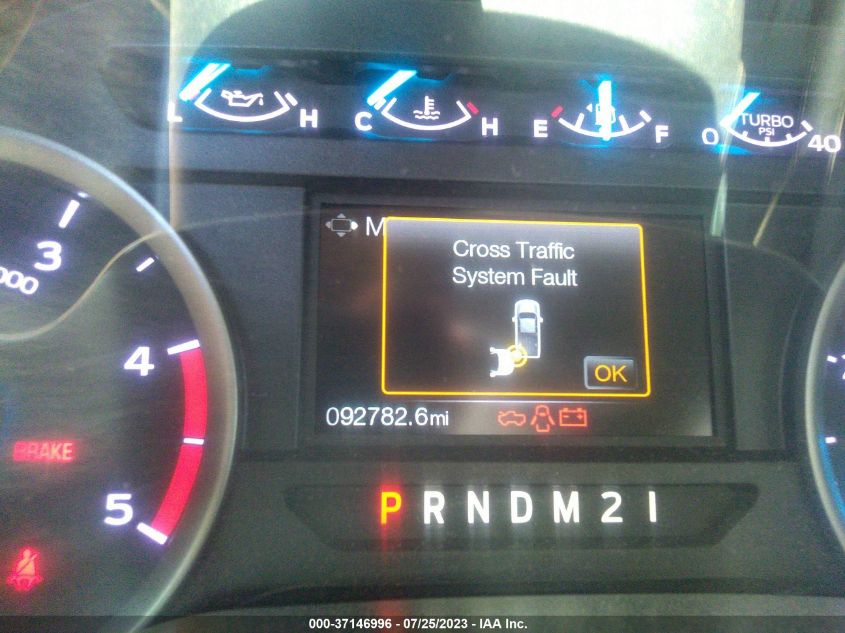 L H C H E F 0 TURBO PSI 40
M
Cross Traffic
System Fault
OK
3
000
4
5
092782.6mi
BRAKE
P R N D M 2 1
000-37146996 - 07/25/2023 - IAA Inc.